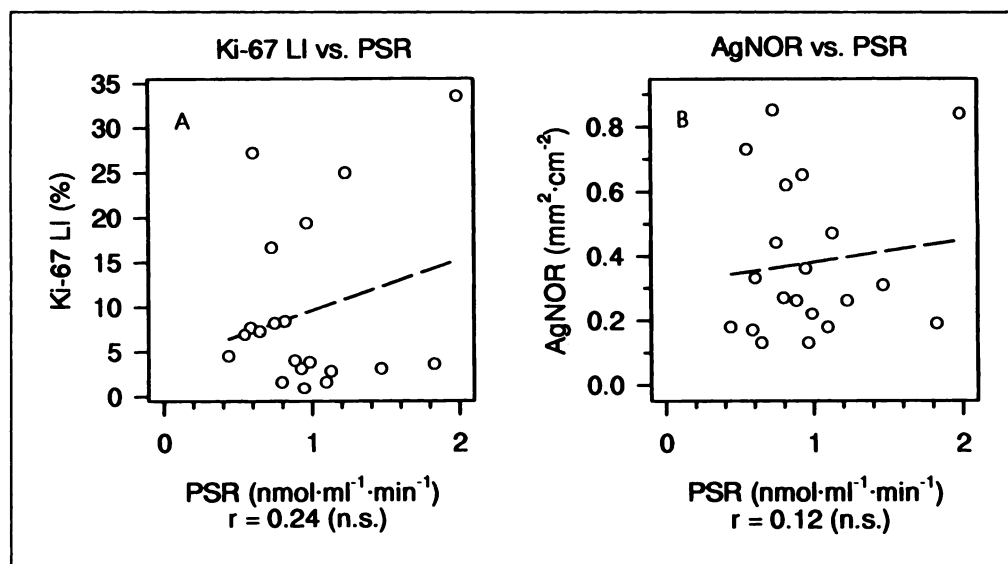 Ki-67 LI vs. PSR
A
35
30
25
20
15
10
5
0
Ki-67 LI (%)
0 1 2
PSR (nmol·ml⁻¹·min⁻¹)
r = 0.24 (n.s.)
AgNOR vs. PSR
B
0.8
0.6
0.4
0.2
0.0
AgNOR (mm²·cm⁻²)
0 1 2
PSR (nmol·ml⁻¹·min⁻¹)
r = 0.12 (n.s.)